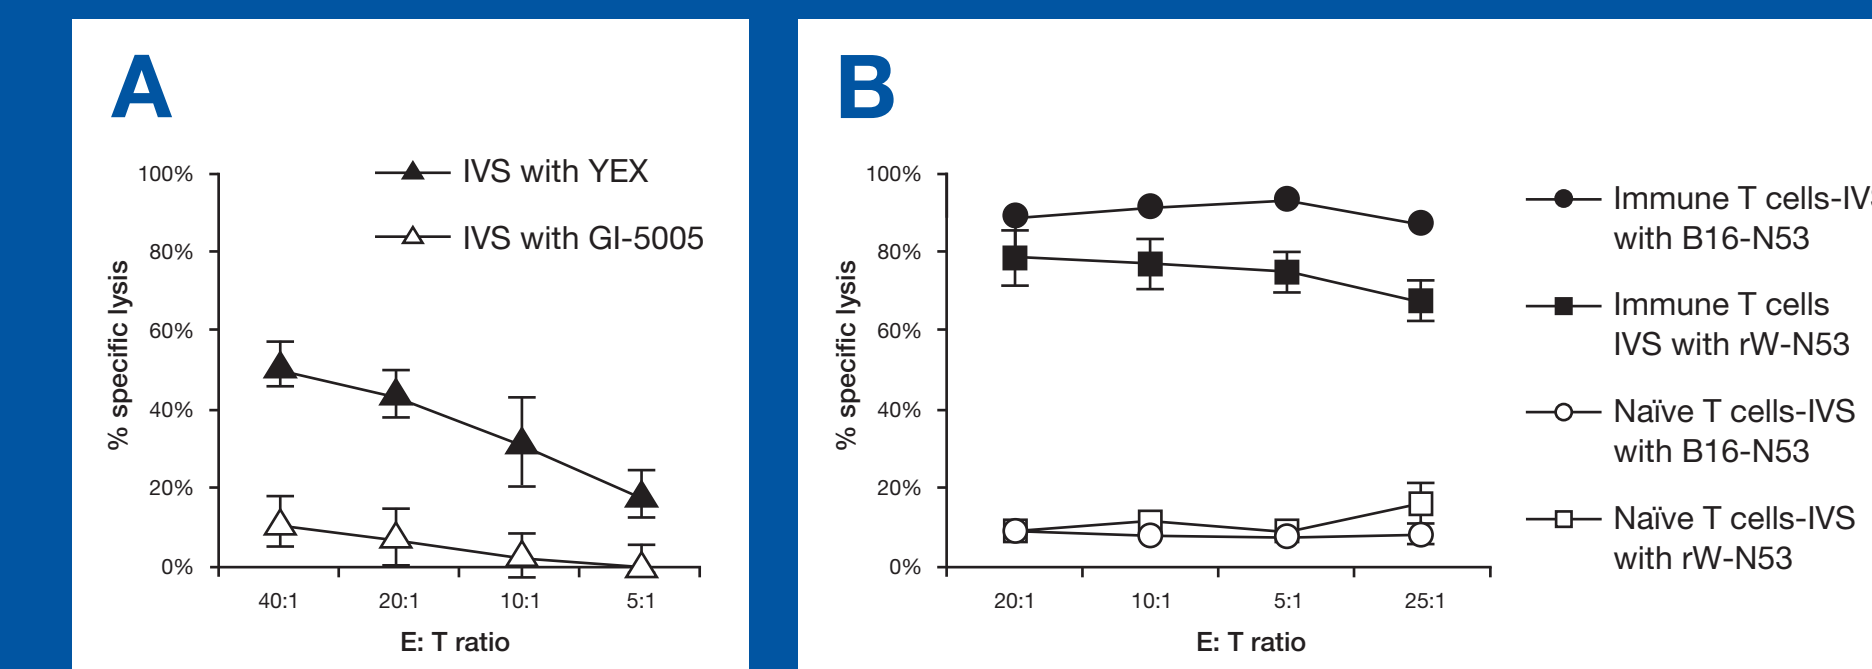 A
IVS with YEX
IVS with GI-5005
100%
80%
60%
40%
20%
0%
% specific lysis
40:1
20:1
10:1
5:1
E: T ratio
B
100%
80%
60%
40%
20%
0%
% specific lysis
20:1
10:1
5:1
25:1
E: T ratio
Immune T cells-IVS
with B16-N53
Immune T cells
IVS with rW-N53
Naïve T cells-IVS
with B16-N53
Naïve T cells-IVS
with rW-N53